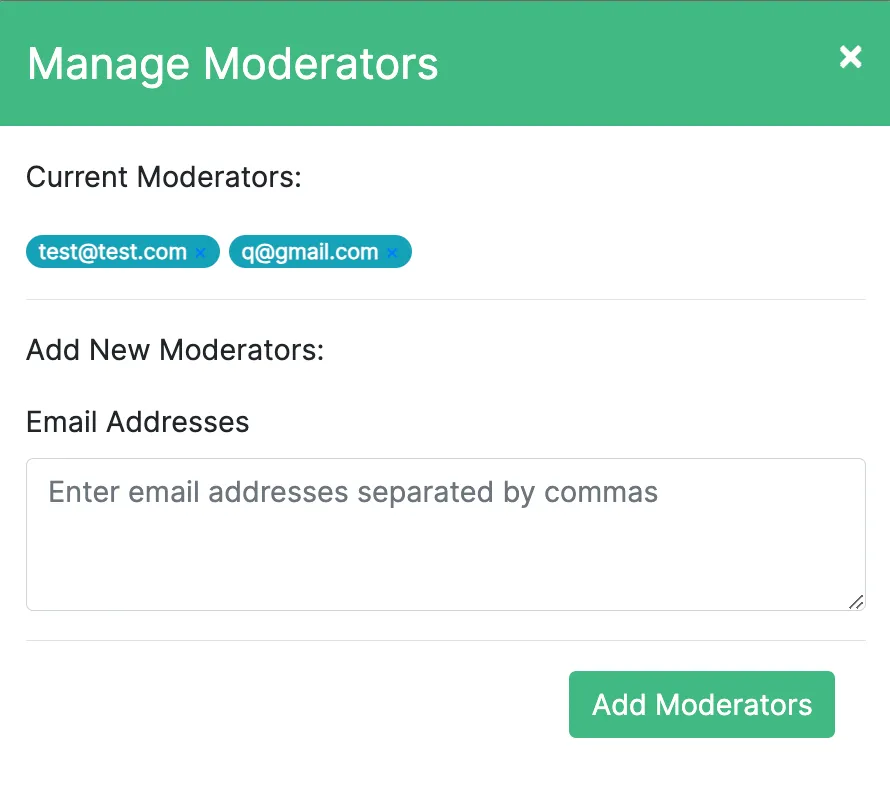 Manage Moderators ×
Current Moderators:
test@test.com × q@gmail.com ×
Add New Moderators:
Email Addresses
Enter email addresses separated by commas
Add Moderators